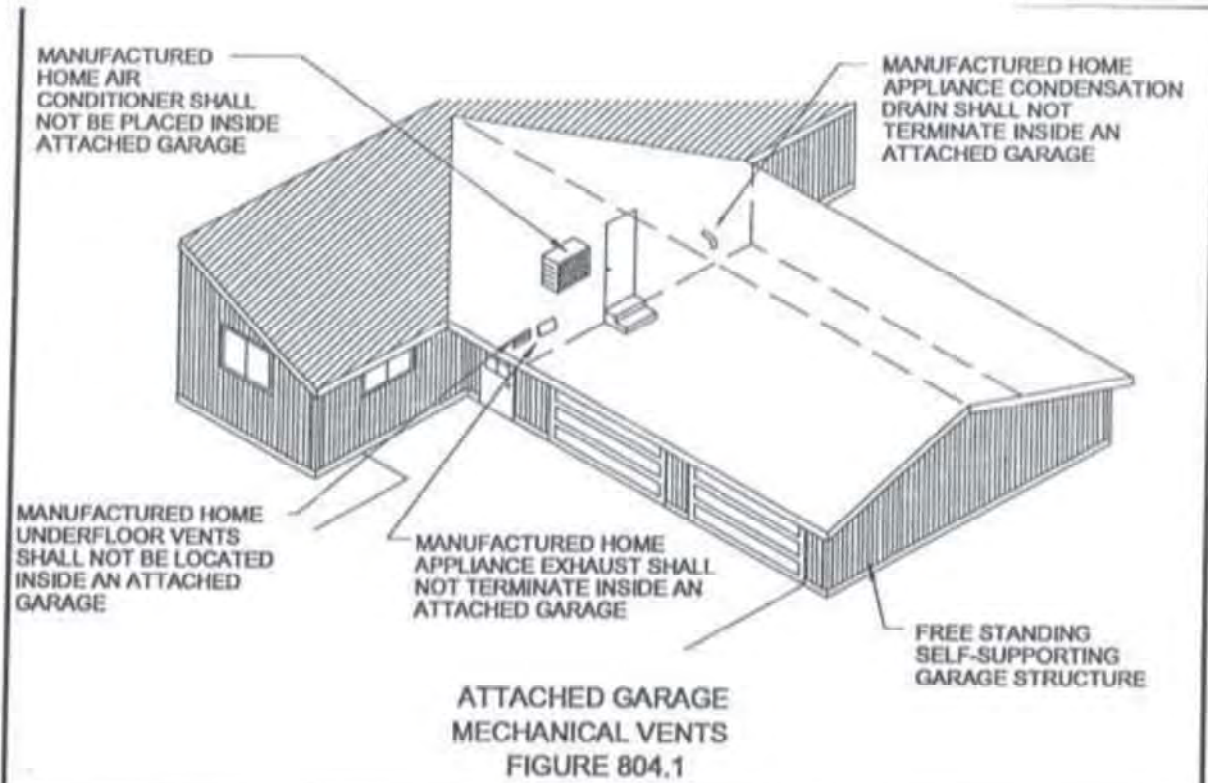 MANUFACTURED
HOME AIR
CONDITIONER SHALL
NOT BE PLACED INSIDE
ATTACHED GARAGE
MANUFACTURED HOME
APPLIANCE CONDENSATION
DRAIN SHALL NOT
TERMINATE INSIDE AN
ATTACHED GARAGE
MANUFACTURED HOME
UNDERFLOOR VENTS
SHALL NOT BE LOCATED
INSIDE AN ATTACHED
GARAGE
MANUFACTURED HOME
APPLIANCE EXHAUST SHALL
NOT TERMINATE INSIDE AN
ATTACHED GARAGE
FREE STANDING
SELF-SUPPORTING
GARAGE STRUCTURE
ATTACHED GARAGE
MECHANICAL VENTS
FIGURE 804.1